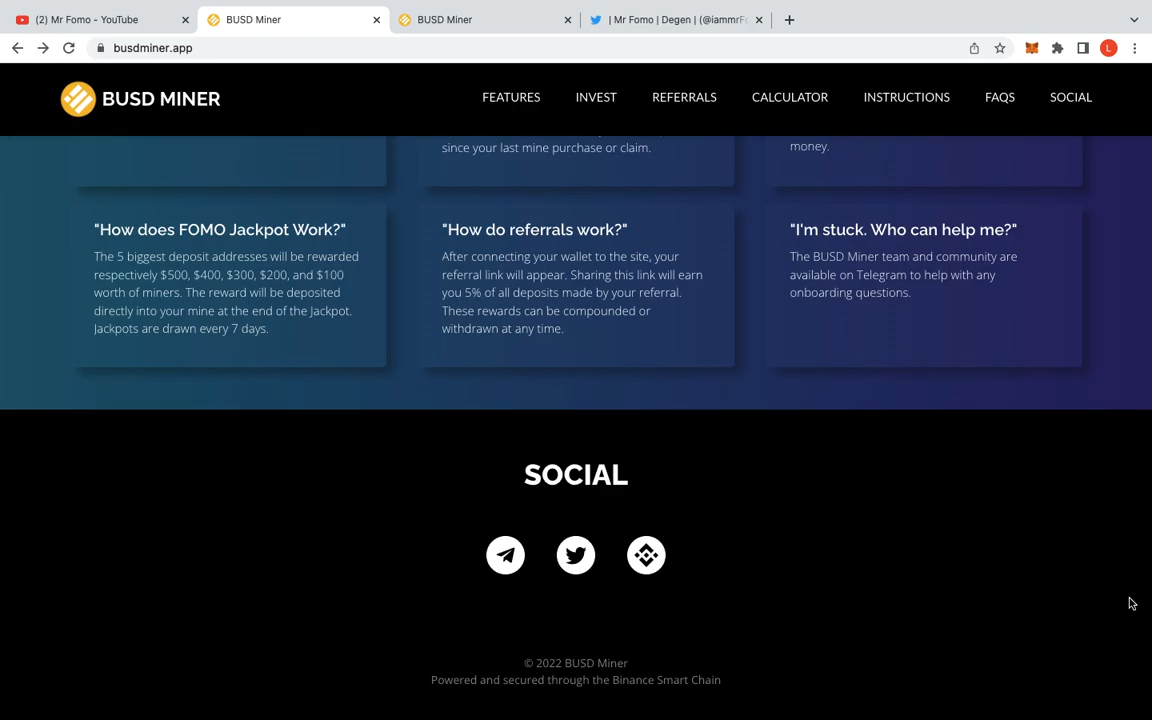 (2) Mr Fomo - YouTube
BUSD Miner
BUSD Miner
| Mr Fomo | Degen | (@iammrFo
busdminer.app
L
BUSD MINER
FEATURES
INVEST
REFERRALS
CALCULATOR
INSTRUCTIONS
FAQS
SOCIAL
since your last mine purchase or claim.
money.
"How does FOMO Jackpot Work?"
The 5 biggest deposit addresses will be rewarded
respectively $500, $400, $300, $200, and $100
worth of miners. The reward will be deposited
directly into your mine at the end of the Jackpot.
Jackpots are drawn every 7 days.
"How do referrals work?"
After connecting your wallet to the site, your
referral link will appear. Sharing this link will earn
you 5% of all deposits made by your referral.
These rewards can be compounded or
withdrawn at any time.
"I'm stuck. Who can help me?"
The BUSD Miner team and community are
available on Telegram to help with any
onboarding questions.
SOCIAL
© 2022 BUSD Miner
Powered and secured through the Binance Smart Chain